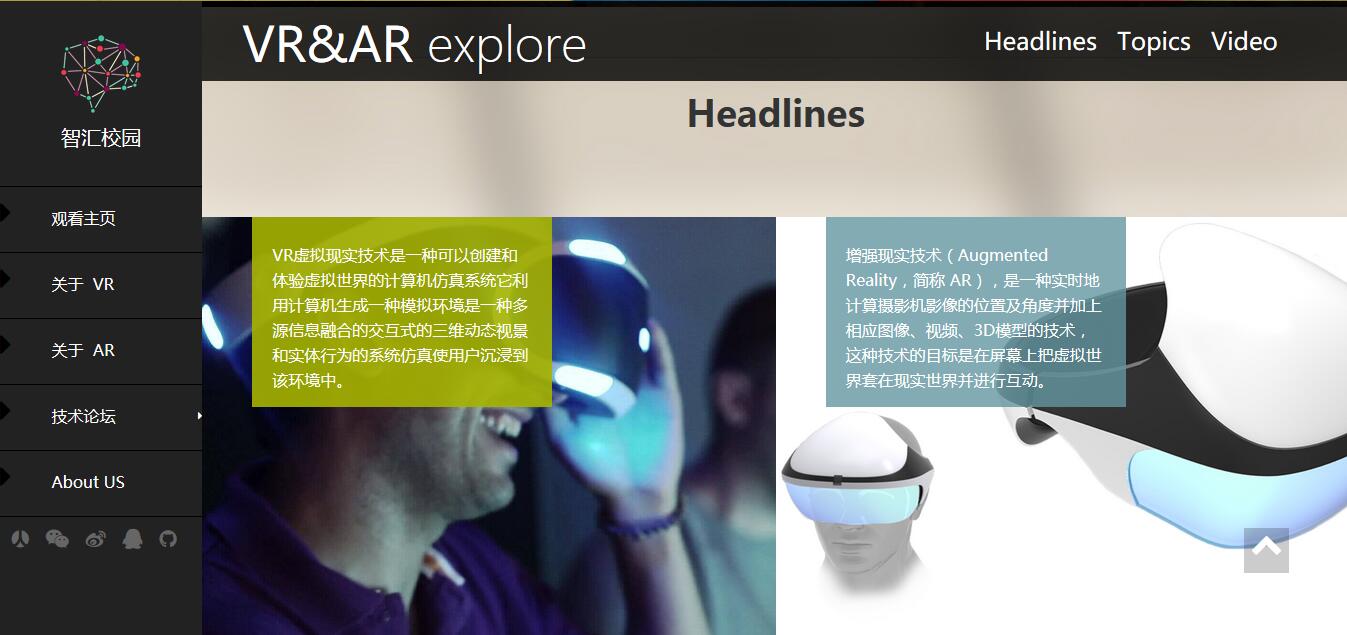 智汇校园
观看主页
关于 VR
关于 AR
技术论坛
About US
VR&AR explore
Headlines Topics Video
Headlines
VR虚拟现实技术是一种可以创建和
体验虚拟世界的计算机仿真系统它利
用计算机生成一种模拟环境是一种多
源信息融合的交互式的三维动态视景
和实体行为的系统仿真使用户沉浸到
该环境中。
增强现实技术（Augmented
Reality，简称 AR），是一种实时地
计算摄影机影像的位置及角度并加上
相应图像、视频、3D模型的技术，
这种技术的目标是在屏幕上把虚拟世
界套在现实世界并进行互动。